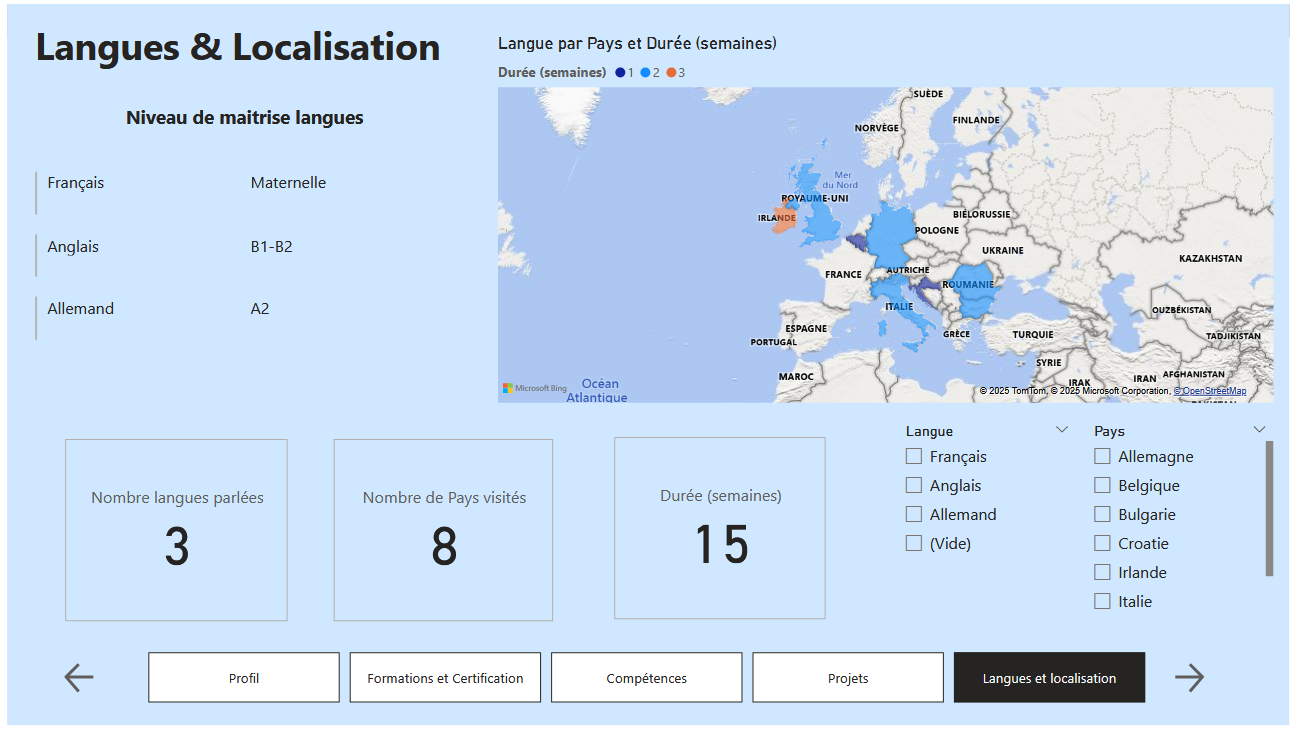 Langues & Localisation
Niveau de maitrise langues
Français Maternelle
Anglais B1-B2
Allemand A2
Langue par Pays et Durée (semaines)
Durée (semaines) 1 2 3
SUÈDE
FINLANDE
NORVÈGE
Mer
du Nord
ROYAUME-UNI
IRLANDE
BIÉLORUSSIE
POLOGNE
UKRAINE
KAZAKHSTAN
AUTRICHE
FRANCE
ROUMANIE
ITALIE
OUZBÉKISTAN
ESPAGNE
GRÈCE
TURQUIE
TADJIKISTAN
PORTUGAL
SYRIE
MAROC
IRAK
IRAN
AFGHANISTAN
Microsoft Bing
Océan
Atlantique
© 2025 TomTom, © 2025 Microsoft Corporation, © OpenStreetMap
Nombre langues parlées
3
Nombre de Pays visités
8
Durée (semaines)
15
Langue
Français
Anglais
Allemand
(Vide)
Pays
Allemagne
Belgique
Bulgarie
Croatie
Irlande
Italie
Profil
Formations et Certification
Compétences
Projets
Langues et localisation